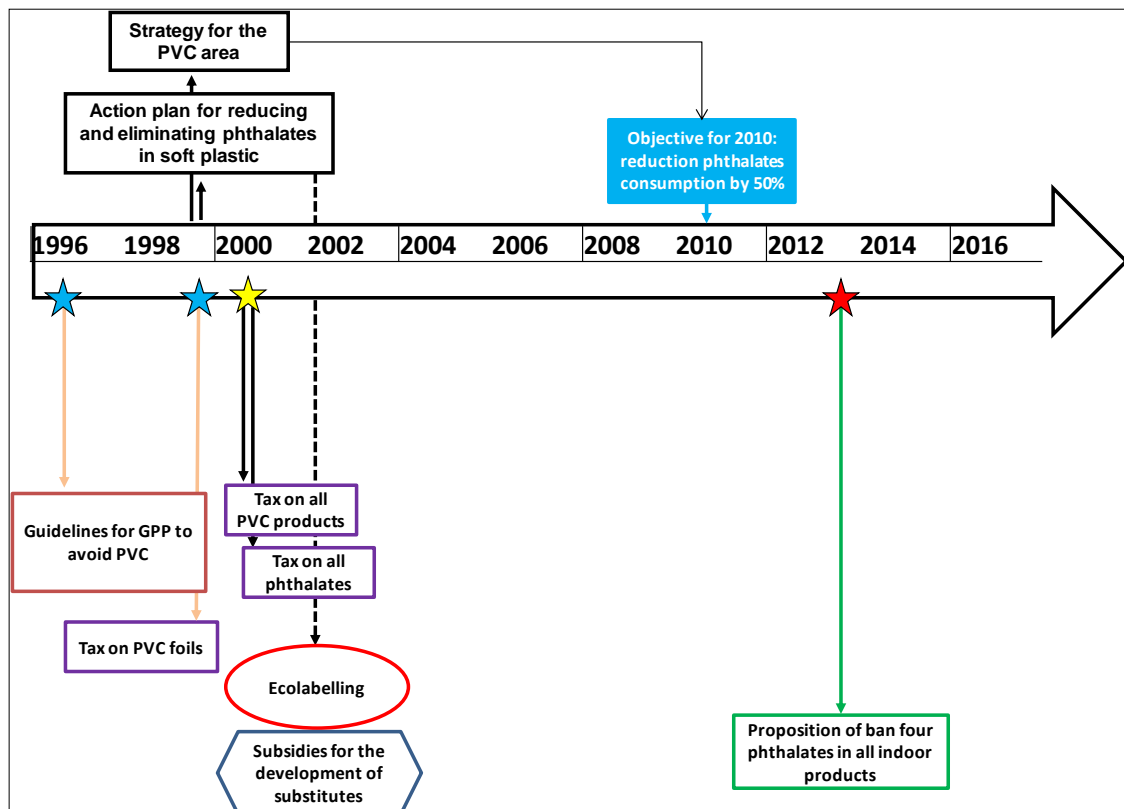 Strategy for the
PVC area
Action plan for reducing
and eliminating phthalates
in soft plastic
Objective for 2010:
reduction phthalates
consumption by 50%
1996 1998 2000 2002 2004 2006 2008 2010 2012 2014 2016
Guidelines for GPP to
avoid PVC
Tax on all
PVC products
Tax on all
phthalates
Tax on PVC foils
Ecolabelling
Subsidies for the
development of
substitutes
Proposition of ban four
phthalates in all indoor
products